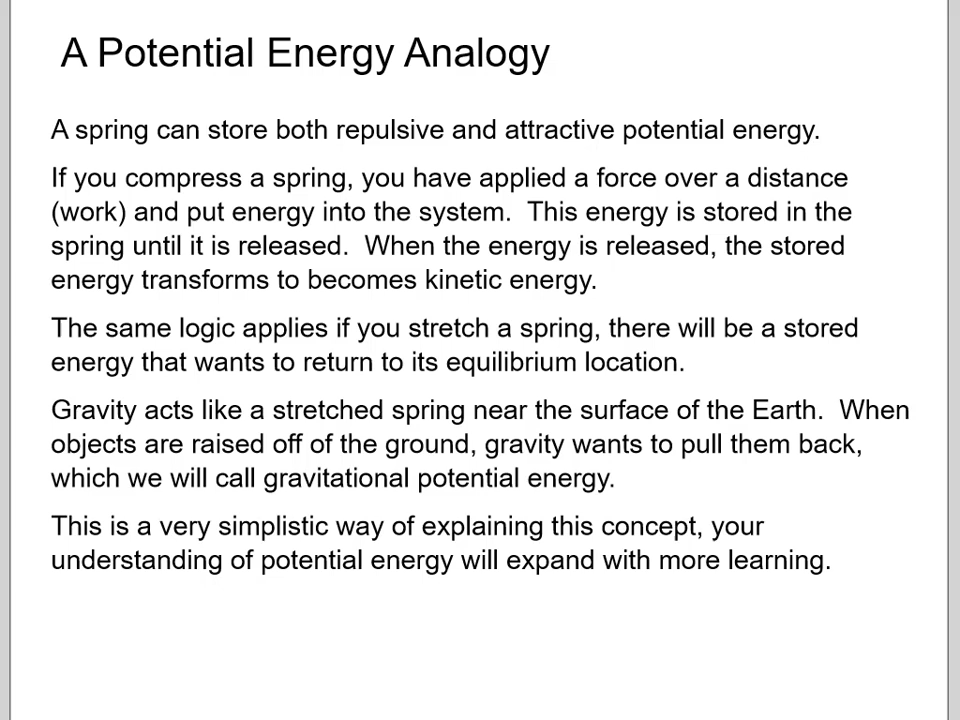 A Potential Energy Analogy
A spring can store both repulsive and attractive potential energy.
If you compress a spring, you have applied a force over a distance
(work) and put energy into the system.  This energy is stored in the
spring until it is released.  When the energy is released, the stored
energy transforms to becomes kinetic energy.
The same logic applies if you stretch a spring, there will be a stored
energy that wants to return to its equilibrium location.
Gravity acts like a stretched spring near the surface of the Earth.  When
objects are raised off of the ground, gravity wants to pull them back,
which we will call gravitational potential energy.
This is a very simplistic way of explaining this concept, your
understanding of potential energy will expand with more learning.